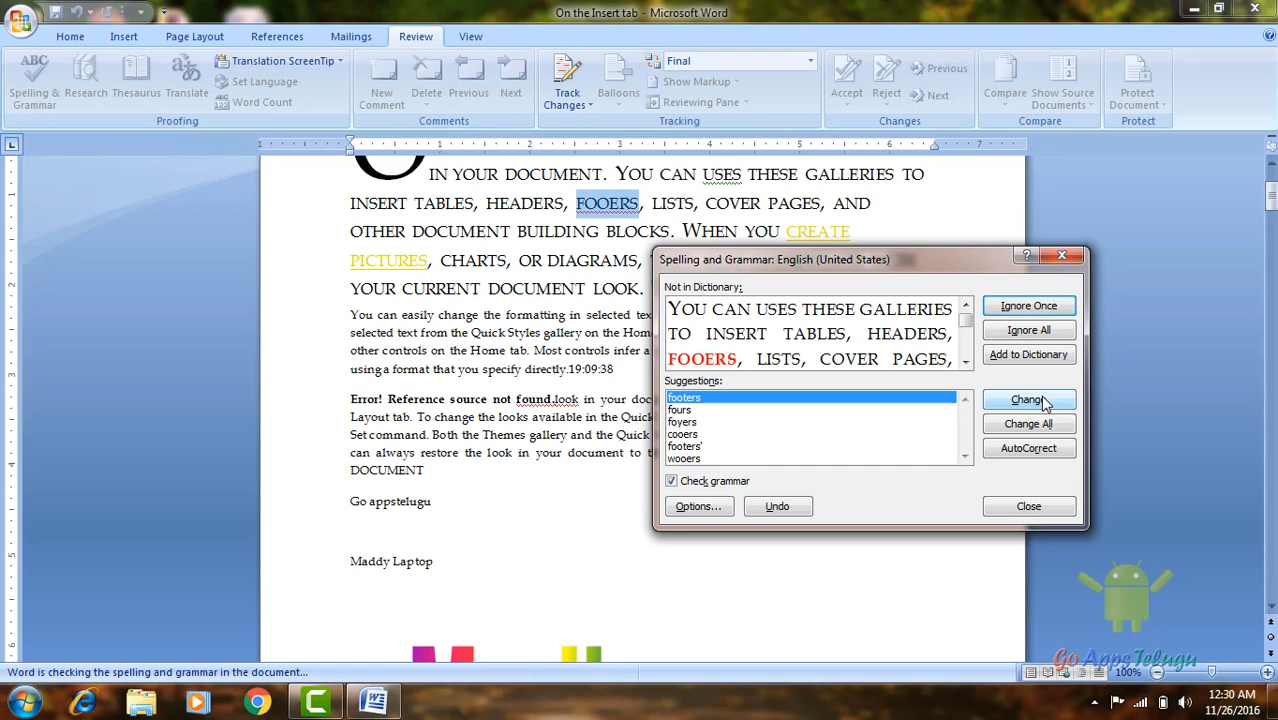 On the Insert tab - Microsoft Word
Home Insert Page Layout References Mailings Review View
Spelling & Grammar
Research
Thesaurus
Translate
Translation ScreenTip
Set Language
Word Count
Proofing
New Comment
Delete
Previous
Next
Comments
Track Changes
Balloons
Final
Show Markup
Reviewing Pane
Tracking
Accept
Reject
Previous
Next
Changes
Compare
Show Source Documents
Compare
Protect Document
Protect
IN YOUR DOCUMENT. YOU CAN USES THESE GALLERIES TO
INSERT TABLES, HEADERS, FOOERS, LISTS, COVER PAGES, AND
OTHER DOCUMENT BUILDING BLOCKS. WHEN YOU CREATE
PICTURES, CHARTS, OR DIAGRAMS,
YOUR CURRENT DOCUMENT LOOK.
You can easily change the formatting in selected tex
selected text from the Quick Styles gallery on the Hom
other controls on the Home tab. Most controls infer a
using a format that you specify directly.19:09:38
Error! Reference source not found.look in your docu
Layout tab. To change the looks available in the Quick
Set command. Both the Themes gallery and the Quick
can always restore the look in your document to th
DOCUMENT
Go appstelugu
Maddy Laptop
Spelling and Grammar: English (United States)
Not in Dictionary:
YOU CAN USES THESE GALLERIES
TO INSERT TABLES, HEADERS,
FOOERS, LISTS, COVER PAGES,
Ignore Once
Ignore All
Add to Dictionary
Suggestions:
footers
fours
foyers
cooers
footers'
wooers
Change
Change All
AutoCorrect
Check grammar
Options...
Undo
Close
Go AppsTelugu
Word is checking the spelling and grammar in the document...
100%
12:30 AM
11/26/2016